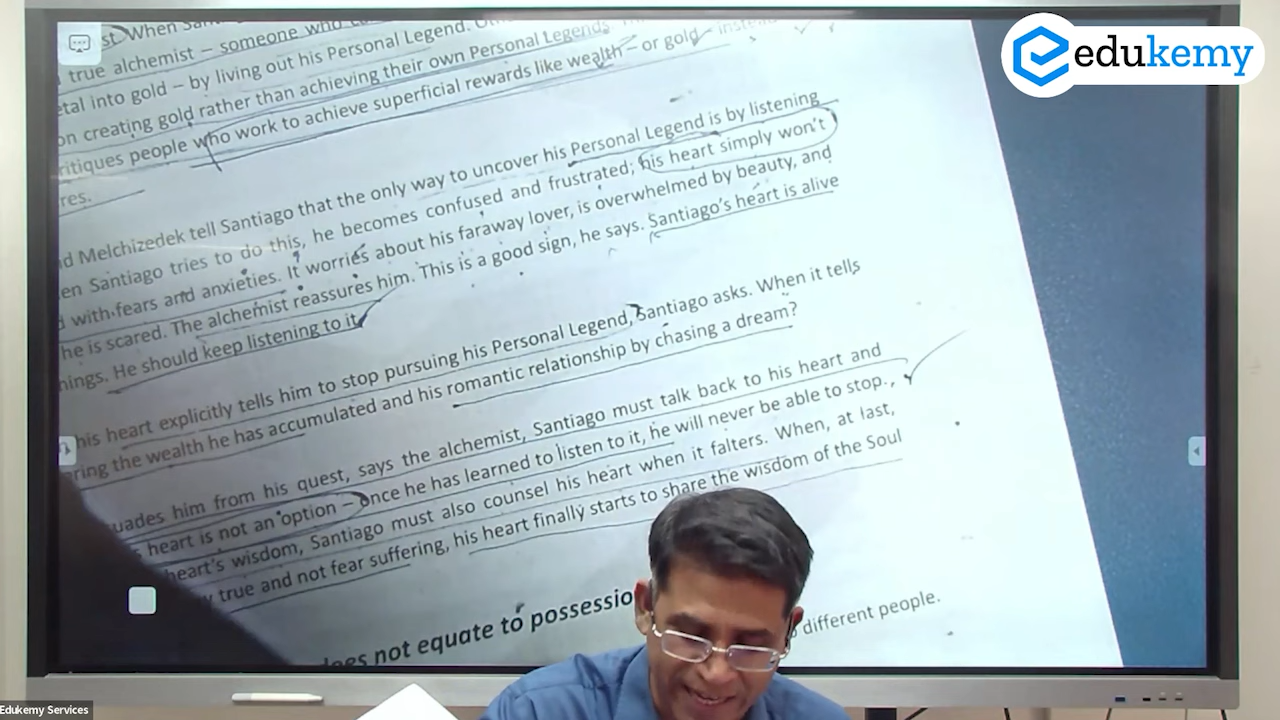 edukemy
st. When San
true alchemist – someone who
etal into gold – by living out his Personal Legend.
on creating gold rather than achieving their own Personal Legends.
ritiques people who work to achieve superficial rewards like wealth – or gold – instead
res.
d Melchizedek tell Santiago that the only way to uncover his Personal Legend is by listening
en Santiago tries to do this, he becomes confused and frustrated; his heart simply won't
d with fears and anxieties. It worries about his faraway lover, is overwhelmed by beauty, and
he is scared. The alchemist reassures him. This is a good sign, he says. Santiago's heart is alive
hings. He should keep listening to it.
his heart explicitly tells him to stop pursuing his Personal Legend, Santiago asks. When it tells
ring the wealth he has accumulated and his romantic relationship by chasing a dream?
uades him from his quest, says the alchemist, Santiago must talk back to his heart and
heart is not an option – once he has learned to listen to it, he will never be able to stop.,
heart's wisdom, Santiago must also counsel his heart when it falters. When, at last,
true and not fear suffering, his heart finally starts to share the wisdom of the Soul
does not equate to possessio
different people.
Edukemy Services